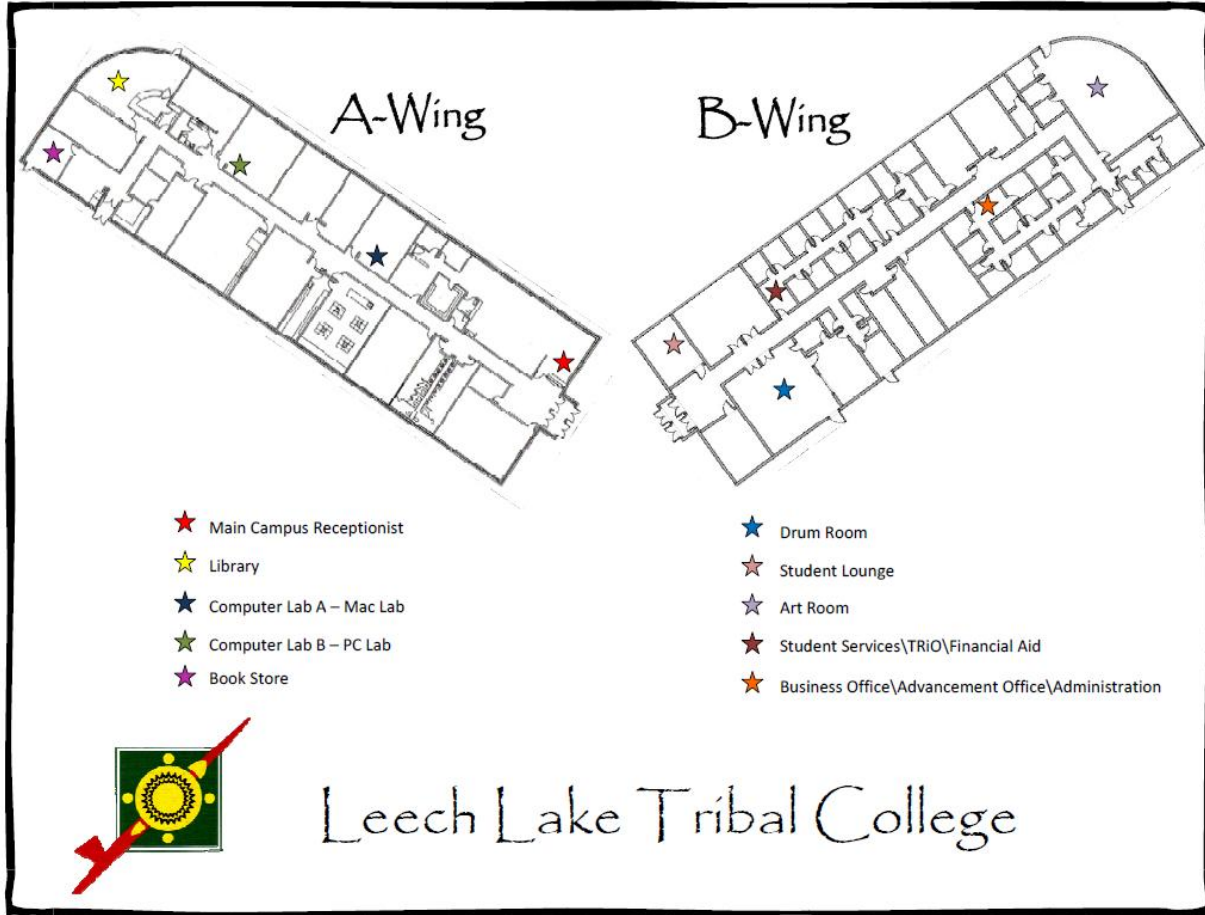 A-Wing
B-Wing
Main Campus Receptionist
Library
Computer Lab A – Mac Lab
Computer Lab B – PC Lab
Book Store
Drum Room
Student Lounge
Art Room
Student Services\TRiO\Financial Aid
Business Office\Advancement Office\Administration
Leech Lake Tribal College